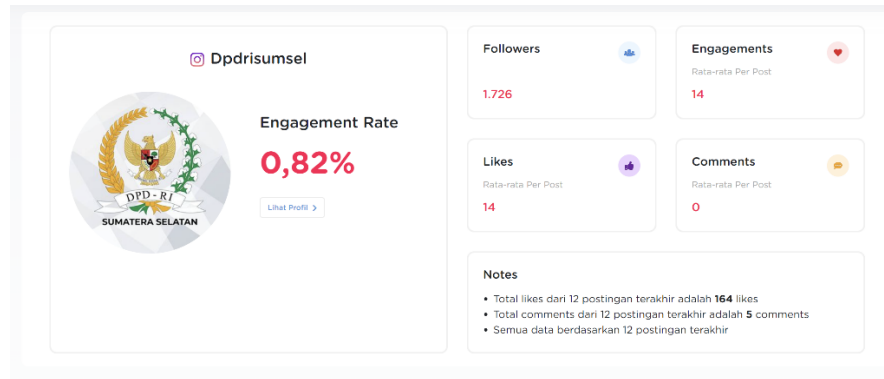 Dpdrisumsel
DPD - RI
SUMATERA SELATAN
Engagement Rate
0,82%
Lihat Profil
Followers
1.726
Engagements
Rata-rata Per Post
14
Likes
Rata-rata Per Post
14
Comments
Rata-rata Per Post
0
Notes
• Total likes dari 12 postingan terakhir adalah 164 likes
• Total comments dari 12 postingan terakhir adalah 5 comments
• Semua data berdasarkan 12 postingan terakhir